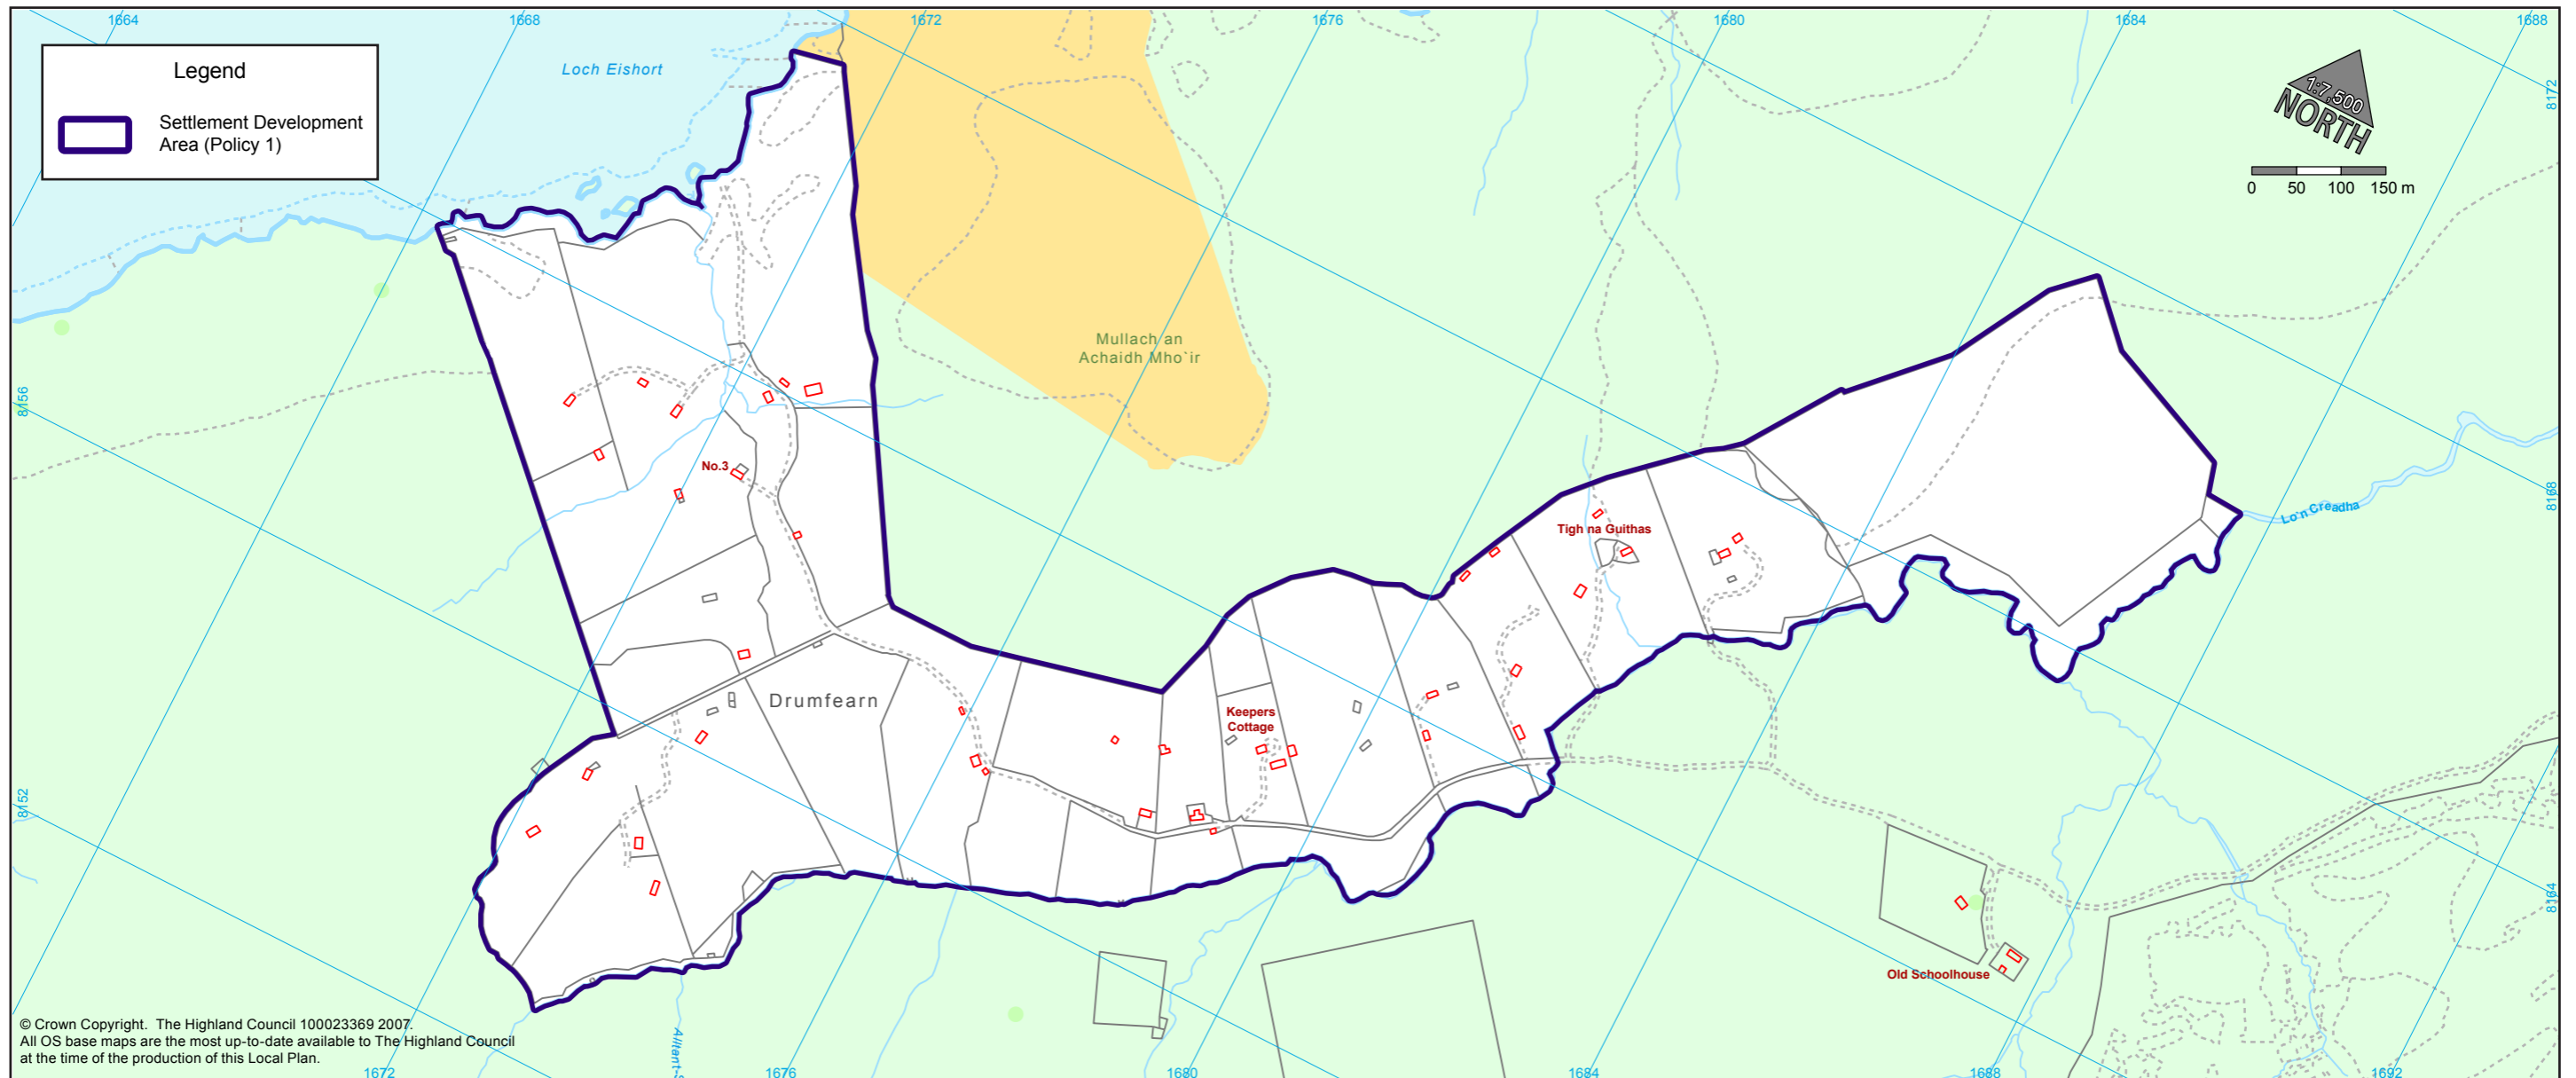 1664
1668
1672
1676
1680
1684
1688
Legend
Settlement Development
Area (Policy 1)
Loch Eishort
1:7,500
NORTH
0 50 100 150 m
8172
Mullach an
Achaidh Mho`ir
8156
No.3
Tigh na Guithas
8168
Lo`n Creadha
Drumfearn
Keepers
Cottage
8152
8164
Old Schoolhouse
© Crown Copyright. The Highland Council 100023369 2007.
All OS base maps are the most up-to-date available to The Highland Council
at the time of the production of this Local Plan.
1672
1676
1680
1684
1688
1692